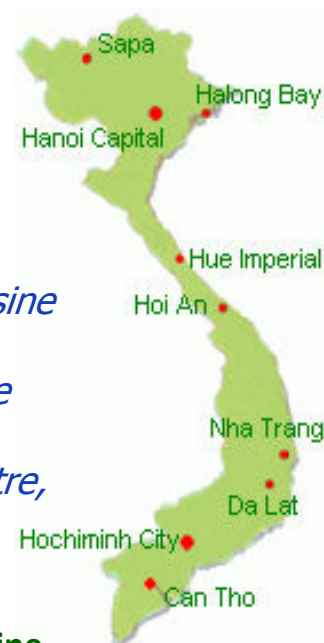 Sapa
Halong Bay
Hanoi Capital
Hue Imperial
Hoi An
Nha Trang
Da Lat
Hochiminh City
Can Tho